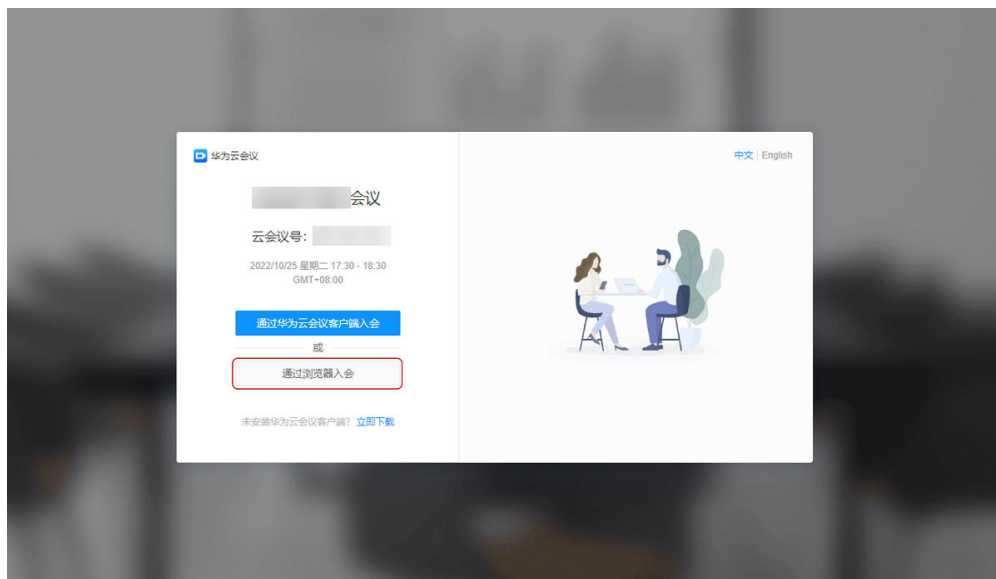 华为云会议
中文 | English
会议
云会议号:
2022/10/25 星期二 17:30 - 18:30
GMT+08:00
通过华为云会议客户端入会
或
通过浏览器入会
未安装华为云会议客户端? 立即下载